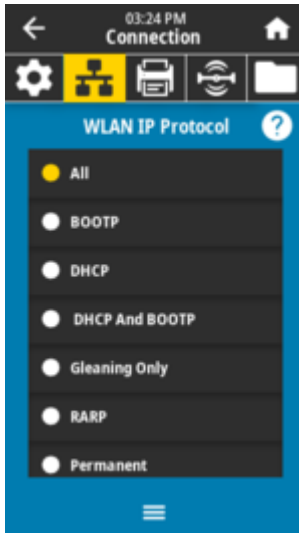 03:24 PM
Connection
WLAN IP Protocol ?
All
BOOTP
DHCP
DHCP And BOOTP
Gleaning Only
RARP
Permanent